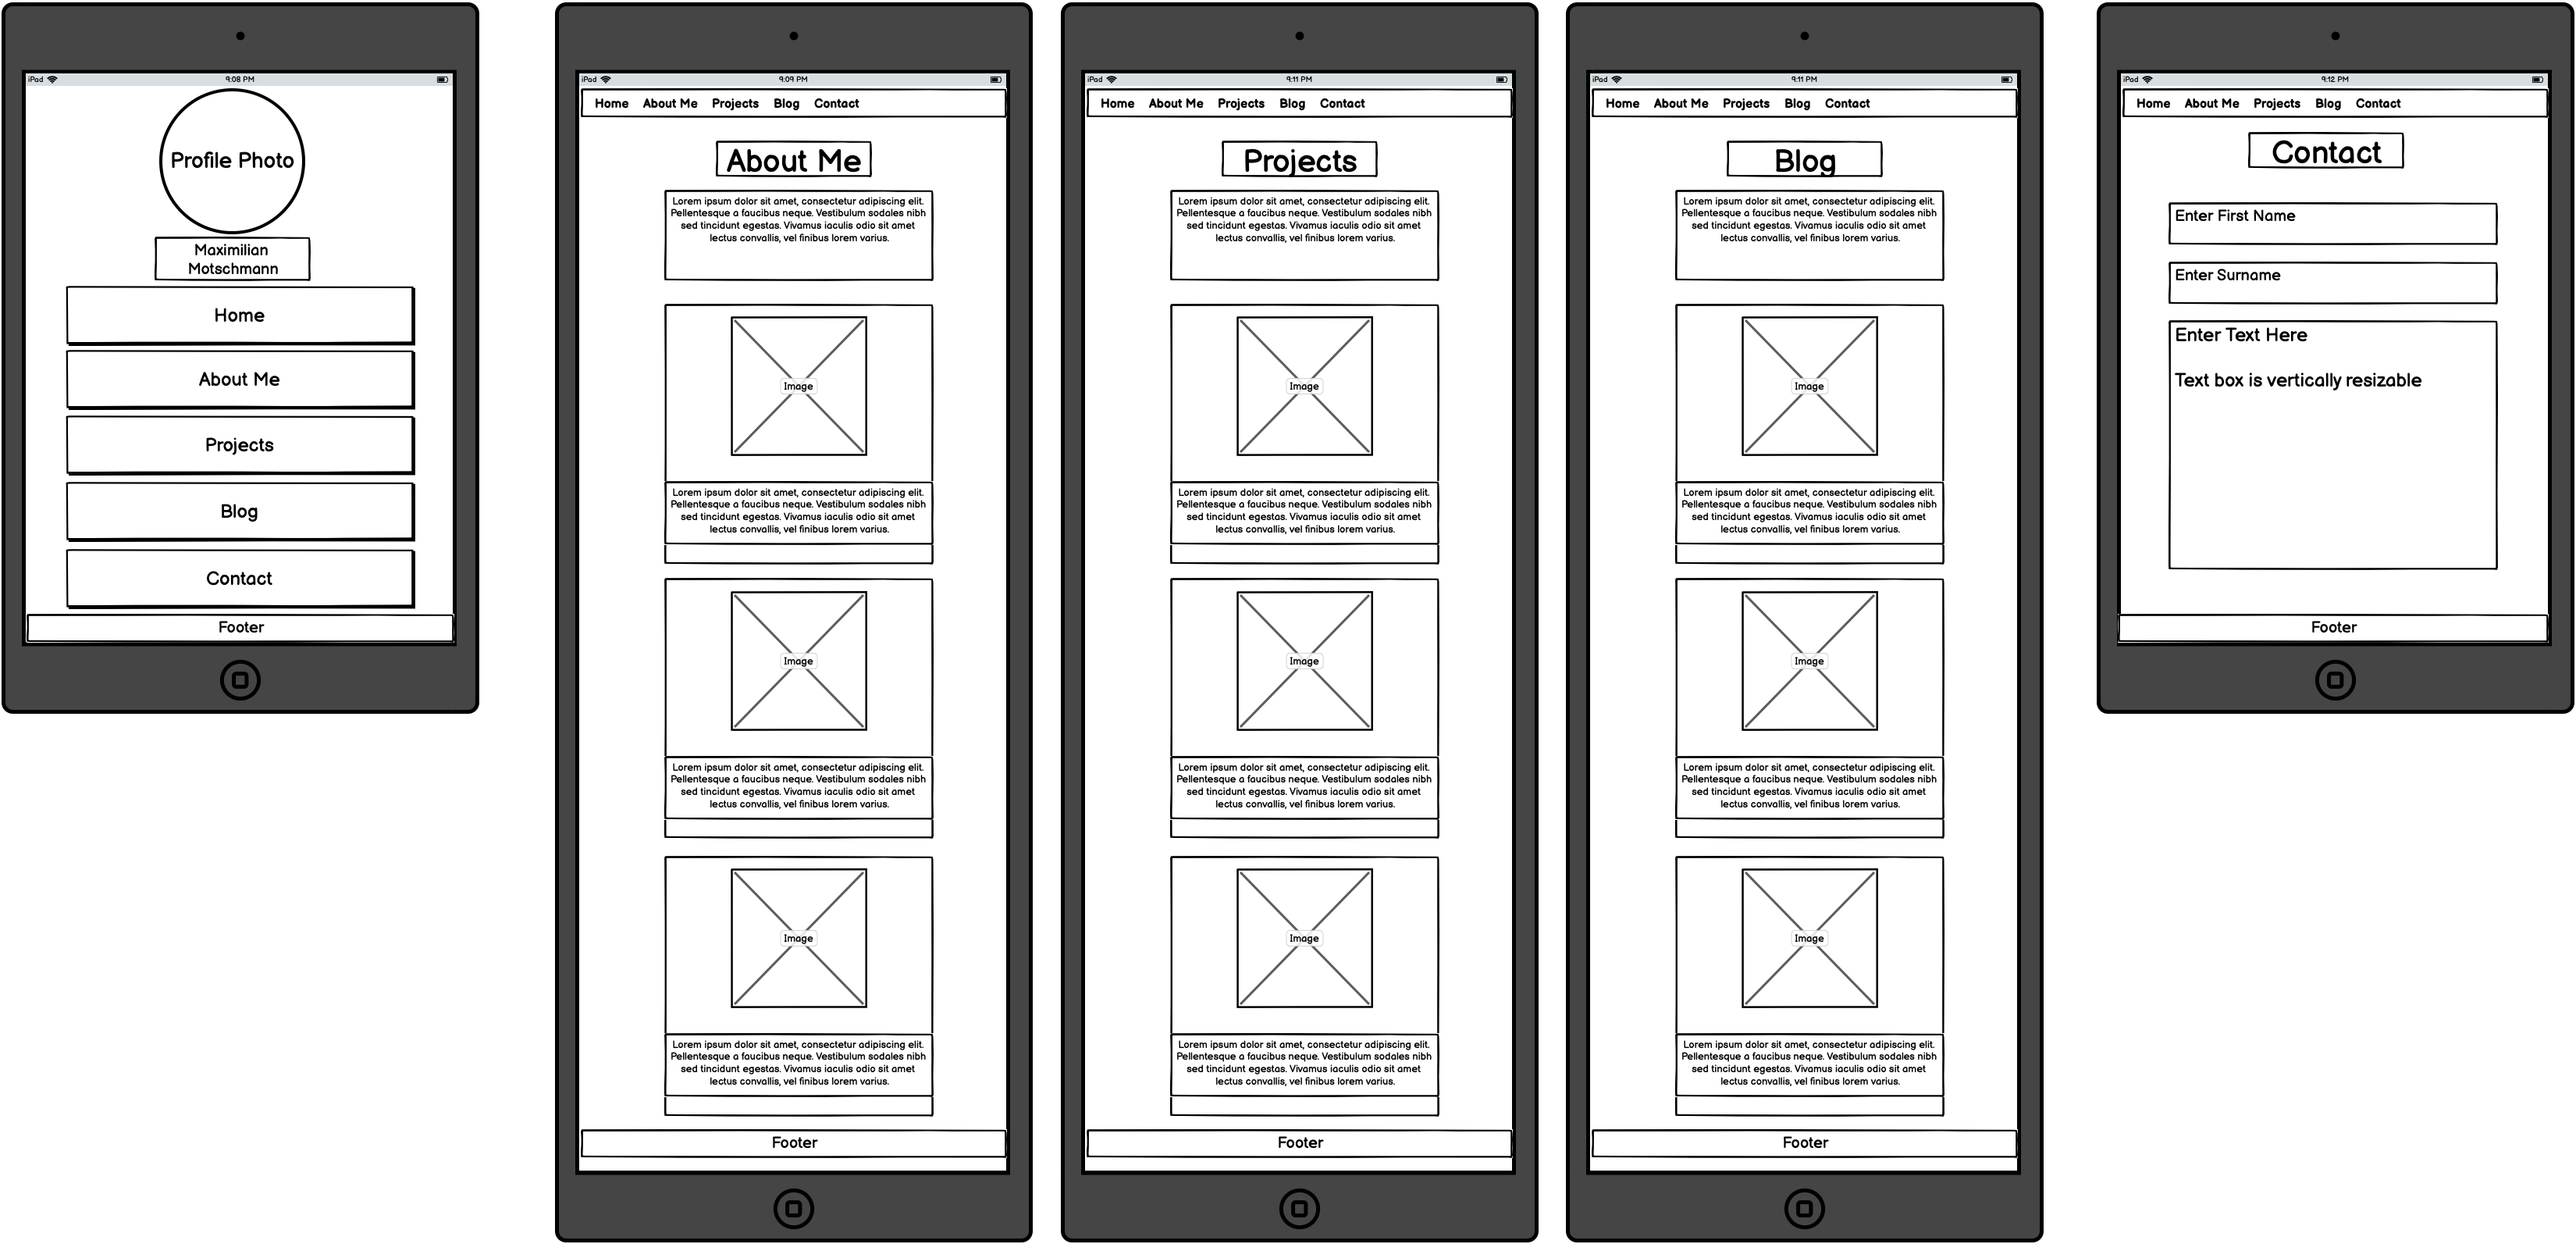 iPad
9:08 PM
Profile Photo
Maximilian
Motschmann
Home
About Me
Projects
Blog
Contact
Footer
iPad
9:09 PM
Home About Me Projects Blog Contact
About Me
Lorem ipsum dolor sit amet, consectetur adipiscing elit.
Pellentesque a faucibus neque. Vestibulum sodales nibh
sed tincidunt egestas. Vivamus iaculis odio sit amet
lectus convallis, vel finibus lorem varius.
Image
Lorem ipsum dolor sit amet, consectetur adipiscing elit.
Pellentesque a faucibus neque. Vestibulum sodales nibh
sed tincidunt egestas. Vivamus iaculis odio sit amet
lectus convallis, vel finibus lorem varius.
Image
Lorem ipsum dolor sit amet, consectetur adipiscing elit.
Pellentesque a faucibus neque. Vestibulum sodales nibh
sed tincidunt egestas. Vivamus iaculis odio sit amet
lectus convallis, vel finibus lorem varius.
Image
Lorem ipsum dolor sit amet, consectetur adipiscing elit.
Pellentesque a faucibus neque. Vestibulum sodales nibh
sed tincidunt egestas. Vivamus iaculis odio sit amet
lectus convallis, vel finibus lorem varius.
Footer
iPad
9:11 PM
Home About Me Projects Blog Contact
Projects
Lorem ipsum dolor sit amet, consectetur adipiscing elit.
Pellentesque a faucibus neque. Vestibulum sodales nibh
sed tincidunt egestas. Vivamus iaculis odio sit amet
lectus convallis, vel finibus lorem varius.
Image
Lorem ipsum dolor sit amet, consectetur adipiscing elit.
Pellentesque a faucibus neque. Vestibulum sodales nibh
sed tincidunt egestas. Vivamus iaculis odio sit amet
lectus convallis, vel finibus lorem varius.
Image
Lorem ipsum dolor sit amet, consectetur adipiscing elit.
Pellentesque a faucibus neque. Vestibulum sodales nibh
sed tincidunt egestas. Vivamus iaculis odio sit amet
lectus convallis, vel finibus lorem varius.
Image
Lorem ipsum dolor sit amet, consectetur adipiscing elit.
Pellentesque a faucibus neque. Vestibulum sodales nibh
sed tincidunt egestas. Vivamus iaculis odio sit amet
lectus convallis, vel finibus lorem varius.
Footer
iPad
9:11 PM
Home About Me Projects Blog Contact
Blog
Lorem ipsum dolor sit amet, consectetur adipiscing elit.
Pellentesque a faucibus neque. Vestibulum sodales nibh
sed tincidunt egestas. Vivamus iaculis odio sit amet
lectus convallis, vel finibus lorem varius.
Image
Lorem ipsum dolor sit amet, consectetur adipiscing elit.
Pellentesque a faucibus neque. Vestibulum sodales nibh
sed tincidunt egestas. Vivamus iaculis odio sit amet
lectus convallis, vel finibus lorem varius.
Image
Lorem ipsum dolor sit amet, consectetur adipiscing elit.
Pellentesque a faucibus neque. Vestibulum sodales nibh
sed tincidunt egestas. Vivamus iaculis odio sit amet
lectus convallis, vel finibus lorem varius.
Image
Lorem ipsum dolor sit amet, consectetur adipiscing elit.
Pellentesque a faucibus neque. Vestibulum sodales nibh
sed tincidunt egestas. Vivamus iaculis odio sit amet
lectus convallis, vel finibus lorem varius.
Footer
iPad
9:12 PM
Home About Me Projects Blog Contact
Contact
Enter First Name
Enter Surname
Enter Text Here
Text box is vertically resizable
Footer